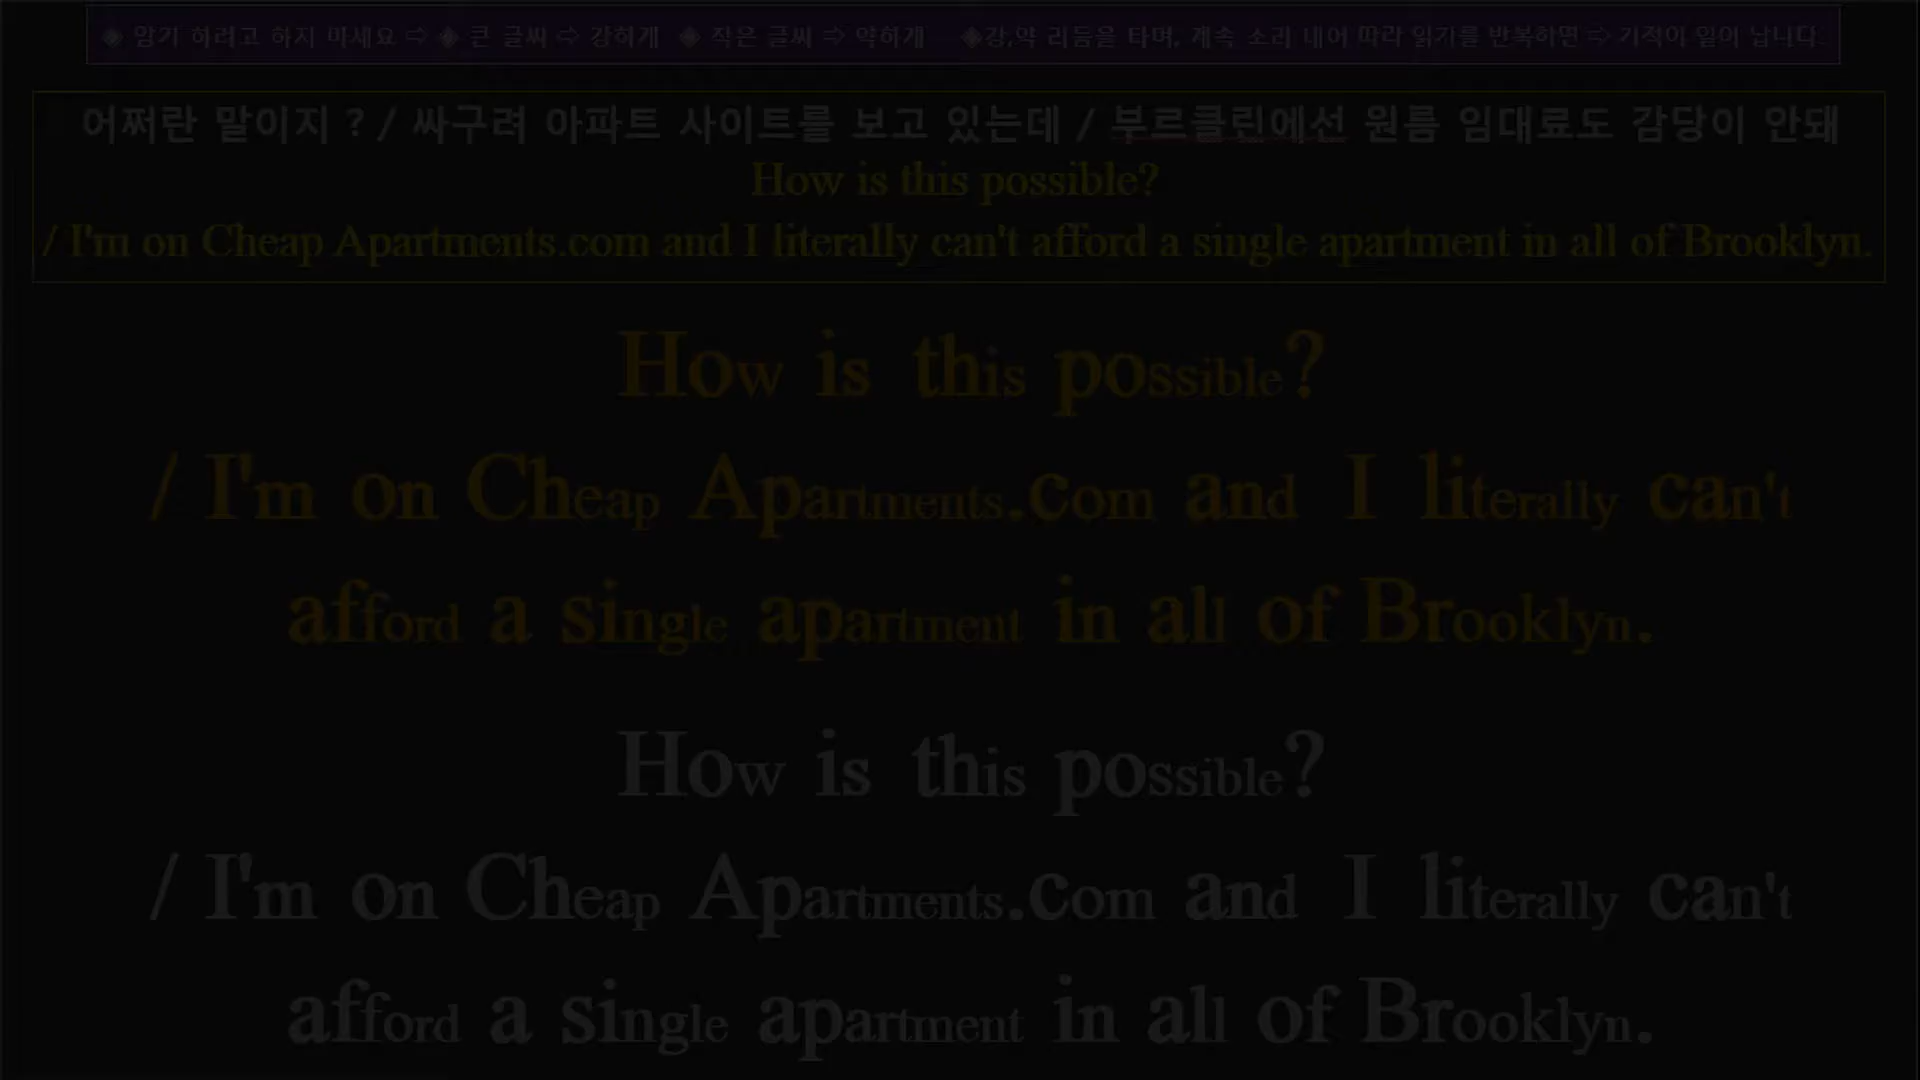 ◈ 암기 하려고 하지 마세요 ⇨ ◈ 큰 글씨 ⇨ 강하게 ◈ 작은 글씨 ⇨ 약하게 ◈강,약 리듬을 타며, 계속 소리 내어 따라 읽기를 반복하면 ⇨ 기적이 일어 납니다.
어쩌란 말이지 ? / 싸구려 아파트 사이트를 보고 있는데 / 부르클린에선 원룸 임대료도 감당이 안돼
How is this possible?
/ I'm on Cheap Apartments.com and I literally can't afford a single apartment in all of Brooklyn.
How is this possible?
/ I'm on Cheap Apartments.com and I literally can't
afford a single apartment in all of Brooklyn.
How is this possible?
/ I'm on Cheap Apartments.com and I literally can't
afford a single apartment in all of Brooklyn.